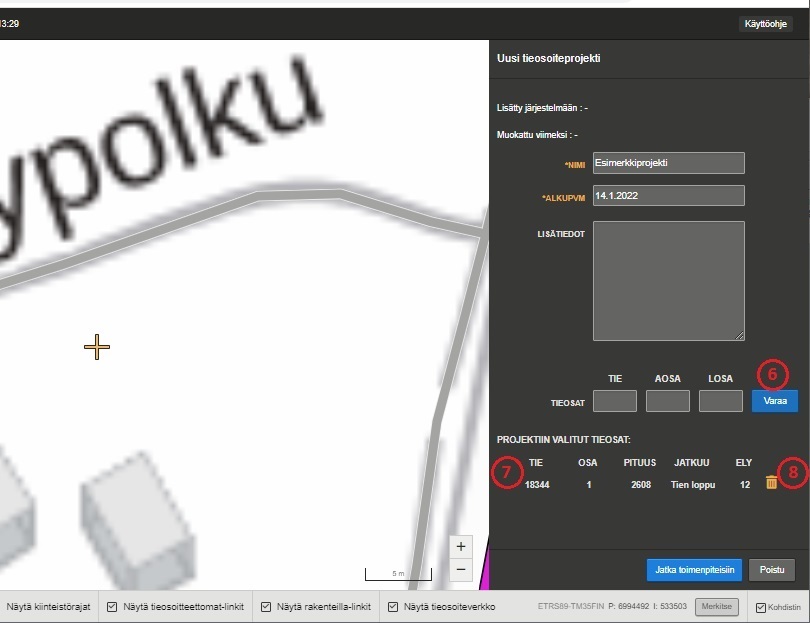 13:29
Käyttöohje
ypolku
Uusi tieosoiteprojekti
Lisätty järjestelmään : -
Muokattu viimeksi : -
*NIMI Esimerkkiprojekti
*ALKUPVM 14.1.2022
LISÄTIEDOT
TIE AOSA LOSA 6
TIEOSAT Varaa
PROJEKTIIN VALITUT TIEOSAT:
7 TIE OSA PITUUS JATKUU ELY 8
18344 1 2608 Tien loppu 12
+
−
5 m
Jatka toimenpiteisiin Poistu
Näytä kiinteistörajat Näytä tieosoitteettomat-linkit Näytä rakenteilla-linkit Näytä tieosoiteverkko ETRS89-TM35FIN P: 6994492 I: 533503 Merkitse Kohdistin